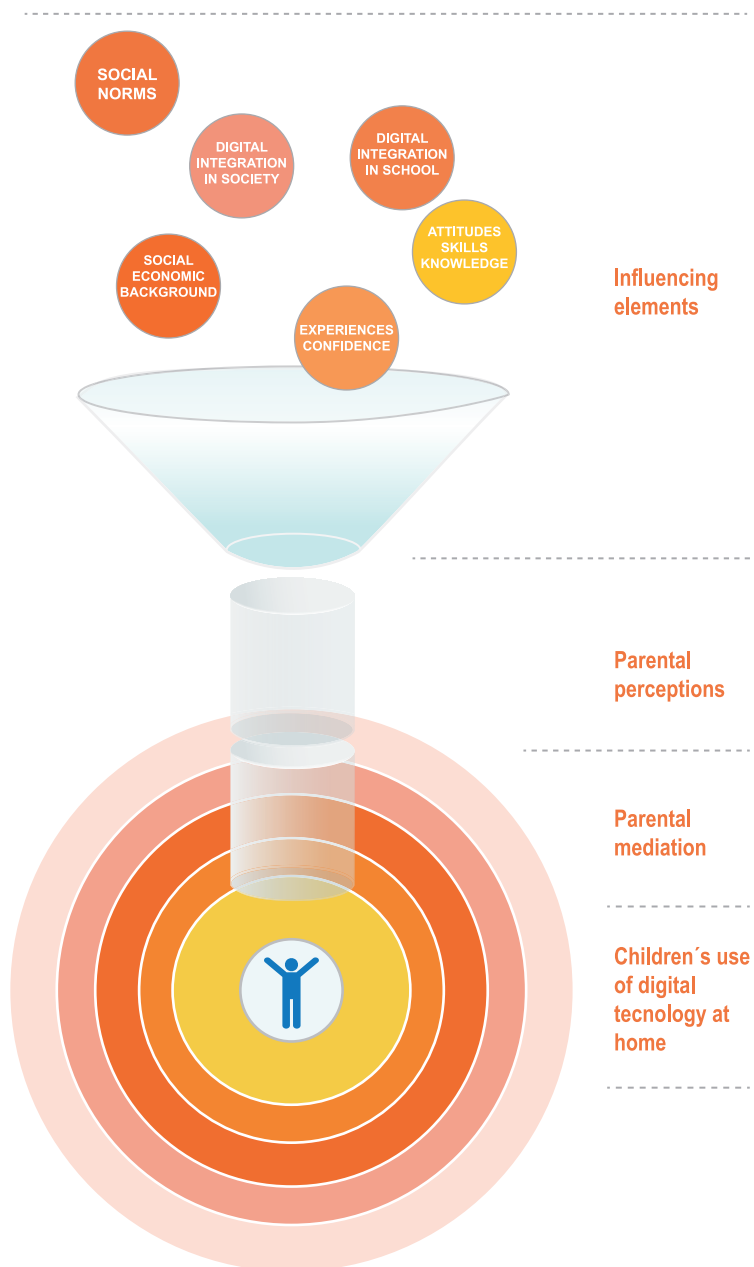 SOCIAL
NORMS
DIGITAL
INTEGRATION
IN SOCIETY
DIGITAL
INTEGRATION
IN SCHOOL
ATTITUDES
SKILLS
KNOWLEDGE
SOCIAL
ECONOMIC
BACKGROUND
EXPERIENCES
CONFIDENCE
Influencing
elements
Parental
perceptions
Parental
mediation
Children´s use
of digital
tecnology at
home